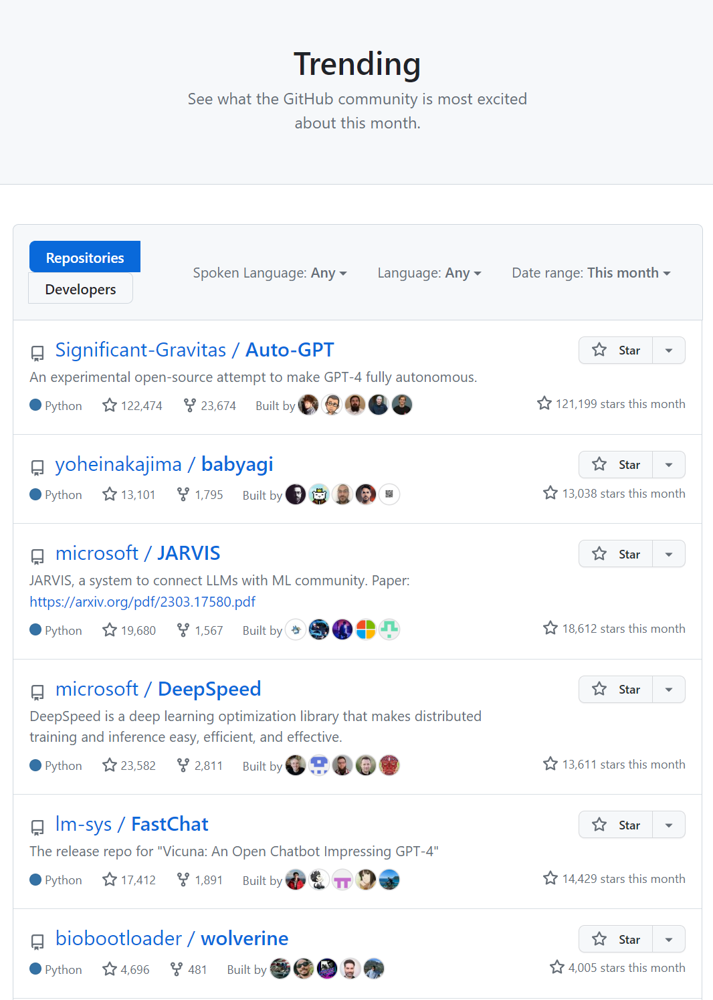 Trending
See what the GitHub community is most excited
about this month.
Repositories
Developers
Spoken Language: Any
Language: Any
Date range: This month
Significant-Gravitas / Auto-GPT
Star
An experimental open-source attempt to make GPT-4 fully autonomous.
Python 122,474 23,674 Built by 121,199 stars this month
yoheinakajima / babyagi
Star
Python 13,101 1,795 Built by 13,038 stars this month
microsoft / JARVIS
Star
JARVIS, a system to connect LLMs with ML community. Paper:
https://arxiv.org/pdf/2303.17580.pdf
Python 19,680 1,567 Built by 18,612 stars this month
microsoft / DeepSpeed
Star
DeepSpeed is a deep learning optimization library that makes distributed
training and inference easy, efficient, and effective.
Python 23,582 2,811 Built by 13,611 stars this month
lm-sys / FastChat
Star
The release repo for "Vicuna: An Open Chatbot Impressing GPT-4"
Python 17,412 1,891 Built by 14,429 stars this month
biobootloader / wolverine
Star
Python 4,696 481 Built by 4,005 stars this month